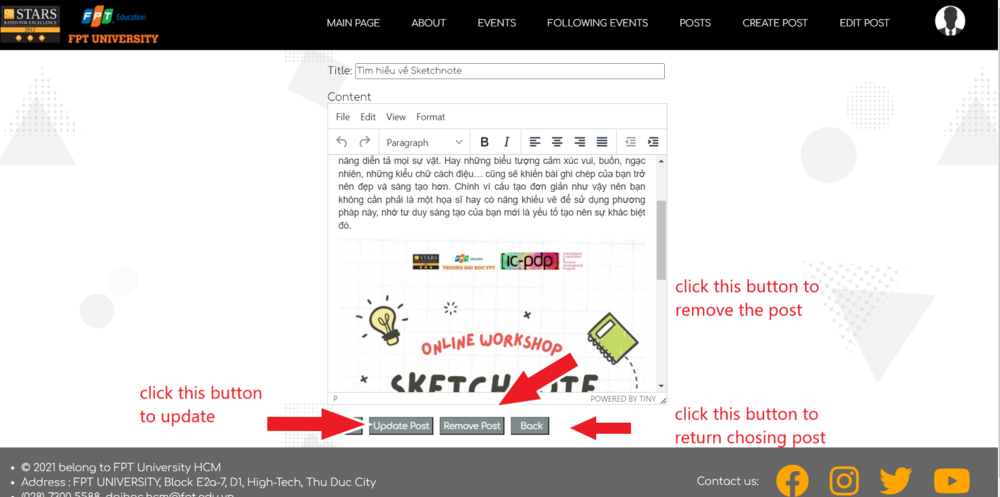 QS STARS
RATED FOR EXCELLENCE
2012
FPT Education
FPT UNIVERSITY
MAIN PAGE ABOUT EVENTS FOLLOWING EVENTS POSTS CREATE POST EDIT POST
Title: Tìm hiểu về Sketchnote
Content
File Edit View Format
Paragraph B I
năng diễn tả mọi sự vật. Hay những biểu tượng cảm xúc vui, buồn, ngạc
nhiên, những kiểu chữ cách điệu… cũng sẽ khiến bài ghi chép của bạn trở
nên đẹp và sáng tạo hơn. Chính vì cấu tạo đơn giản như vậy nên bạn
không cần phải là một họa sĩ hay có năng khiếu vẽ để sử dụng phương
pháp này, nhờ tư duy sáng tạo của bạn mới là yếu tố tạo nên sự khác biệt
đó.
STARS
FPT Education
TRƯỜNG ĐẠI HỌC FPT
[IC-PDP]
International
Cooperation
&
Personal
Development
Program
ONLINE WORKSHOP
SKETCHNOTE
P POWERED BY TINY
click this button to
remove the post
click this button
to update
Update Post Remove Post Back
click this button to
return chosing post
© 2021 belong to FPT University HCM
Address : FPT UNIVERSITY, Block E2a-7, D1, High-Tech, Thu Duc City
(028) 7300 5588, daihoc.hcm@fpt.edu.vn
Contact us: